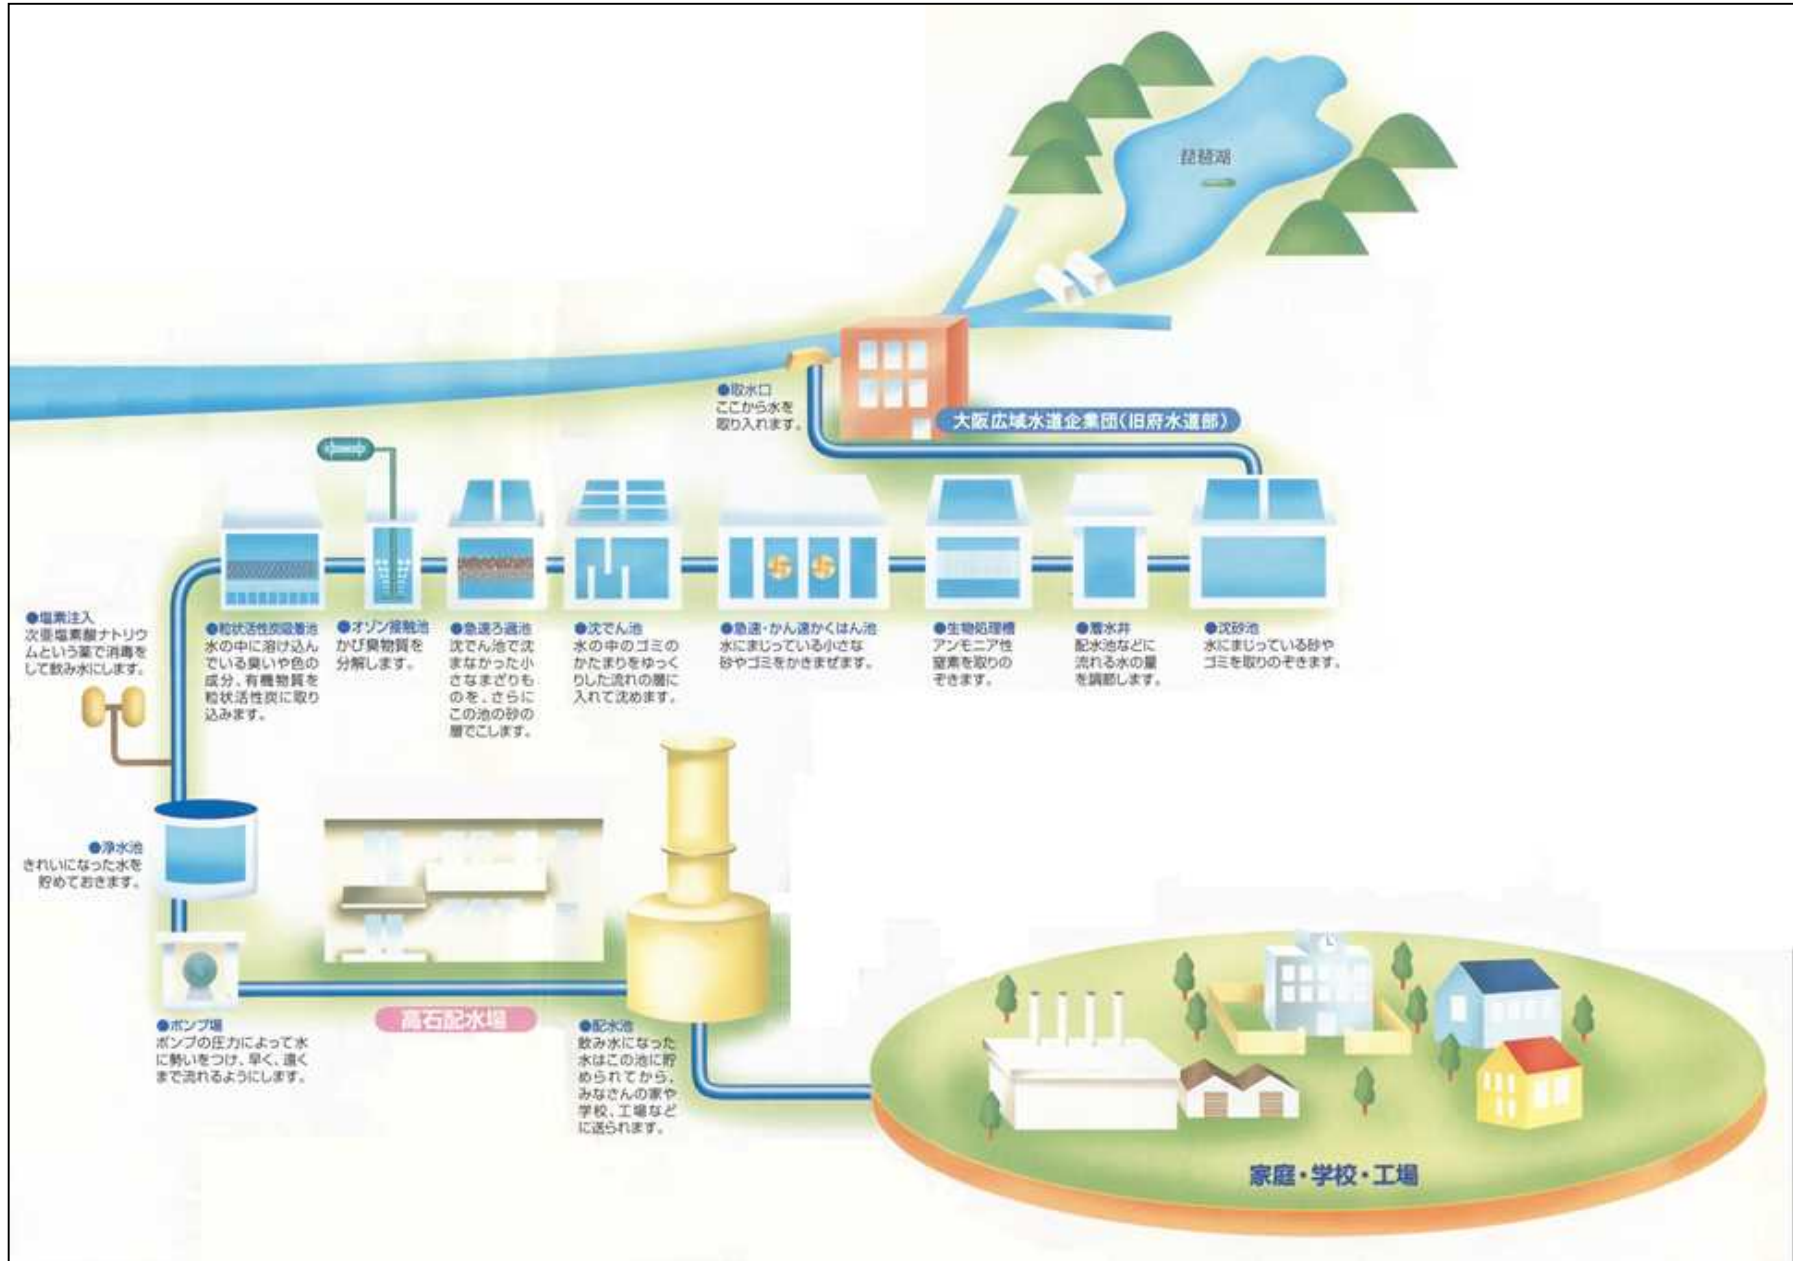 琵琶湖
●取水口
ここから水を
取り入れます。
大阪広域水道企業団(旧府水道部)
●沈砂池
水にまじっている砂や
ゴミを取りのぞきます。
●着水井
配水池などに
流れる水の量
を調節します。
●生物処理槽
アンモニア性
窒素を取りの
ぞきます。
●急速・かん速かくはん池
水にまじっている小さな
砂やゴミをかきまぜます。
●沈でん池
水の中のゴミの
かたまりをゆっく
りした流れの層に
入れて沈めます。
●急速ろ過池
沈でん池で沈
まなかった小
さなまざりも
のを、さらに
この池の砂の
層でこします。
●オゾン接触池
かび臭物質を
分解します。
●粒状活性炭吸着池
水の中に溶け込ん
でいる臭いや色の
成分、有機物質を
粒状活性炭に取り
込みます。
●塩素注入
次亜塩素酸ナトリウ
ムという薬で消毒を
して飲み水にします。
●浄水池
きれいになった水を
貯めておきます。
●ポンプ場
ポンプの圧力によって水
に勢いをつけ、早く、遠く
まで流れるようにします。
高石配水場
●配水池
飲み水になった
水はこの池に貯
められてから、
みなさんの家や
学校、工場など
に送られます。
家庭・学校・工場